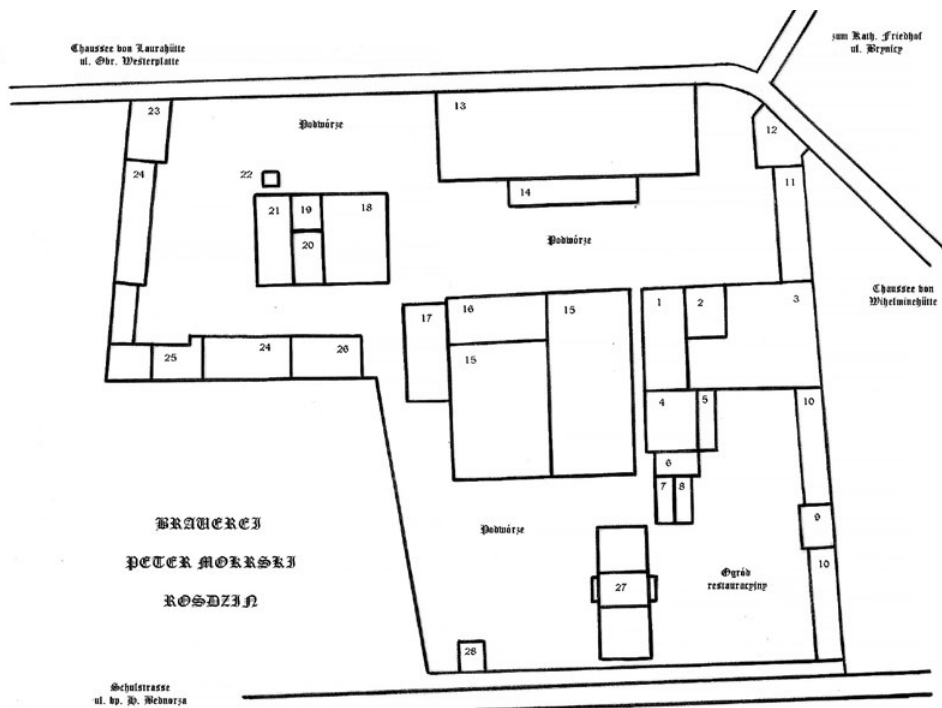 Chaussee von Laurahütte
ul. Obr. Westerplatte
zum Kath. Friedhof
ul. Brynicy
23
Podwórze
13
12
24
22
14
11
21
19
18
20
Podwórze
Chaussee von
Wihelminehütte
1
2
3
17
16
15
15
25
24
26
4
5
10
6
7
8
9
BRAUEREI
PETER MOKRSKI
ROSDZIN
Podwórze
10
27
Ogród
restauracyjny
28
Schulstrasse
ul. bp. H. Bednorza